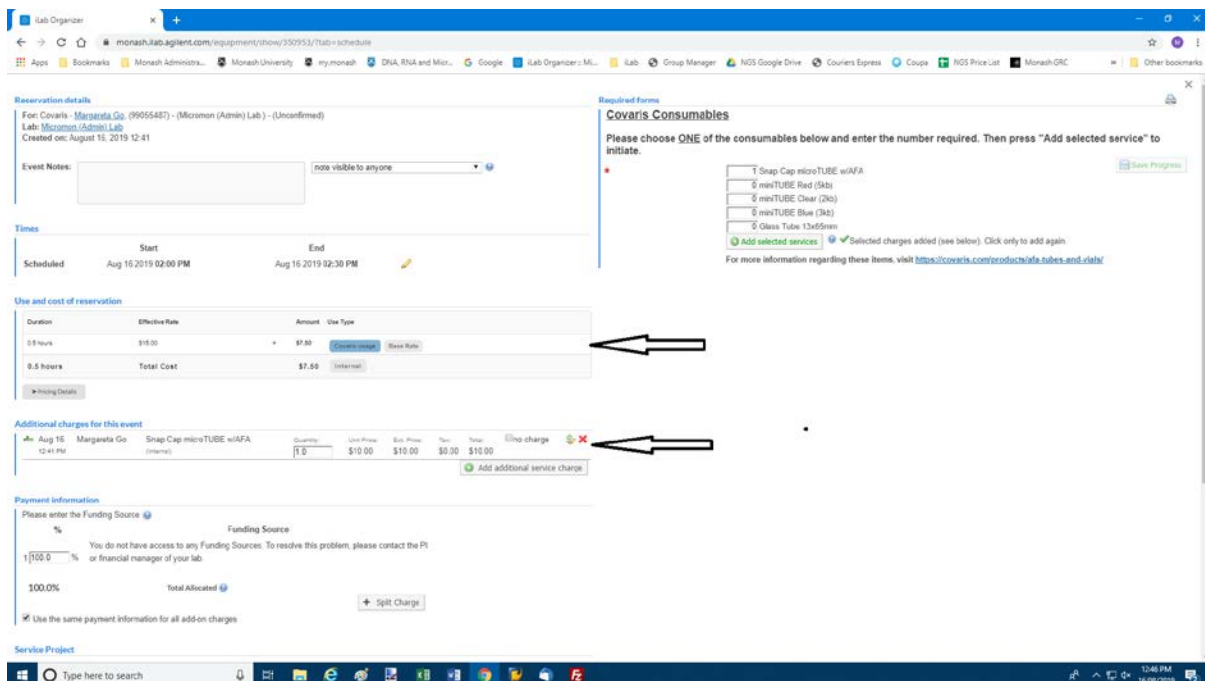 iLab Organizer
monash.ilab.agilent.com/equipment/show/350953/?tab=schedule
Apps Bookmarks Monash Administra... Monash University my.monash DNA, RNA and Micr... Google iLab Organizer :: Mi... iLab Group Manager NGS Google Drive Couriers Express Coupa NGS Price List Monash GRC » Other bookmarks
Reservation details
For: Covaris - Margareta Go, (99055487) - (Micromon (Admin) Lab ) - (Unconfirmed)
Lab: Micromon (Admin) Lab
Created on: August 16, 2019 12:41
Event Notes:
note visible to anyone
Times
Start End
Scheduled Aug 16 2019 02:00 PM Aug 16 2019 02:30 PM
Use and cost of reservation
Duration Effective Rate Amount Use Type
0.5 hours $15.00 = $7.50 Covaris usage Base Rate
0.5 hours Total Cost $7.50 Internal
Pricing Details
Additional charges for this event
Aug 16 Margareta Go Snap Cap microTUBE w/AFA Quantity: Unit Price: Ext. Price: Tax: Total: no charge
12:41 PM (Internal) 1.0 $10.00 $10.00 $0.00 $10.00
Add additional service charge
Payment information
Please enter the Funding Source
% Funding Source
1 100.0 % You do not have access to any Funding Sources. To resolve this problem, please contact the PI
or financial manager of your lab.
100.0% Total Allocated
+ Split Charge
Use the same payment information for all add-on charges
Service Project
Required forms
Covaris Consumables
Please choose ONE of the consumables below and enter the number required. Then press "Add selected service" to
initiate.
Save Progress
* 1 Snap Cap microTUBE w/AFA
0 miniTUBE Red (5kb)
0 miniTUBE Clear (2kb)
0 miniTUBE Blue (3kb)
0 Glass Tube 13x65mm
Add selected services Selected charges added (see below). Click only to add again.
For more information regarding these items, visit https://covaris.com/products/afa-tubes-and-vials/
Type here to search
12:46 PM
16/08/2019